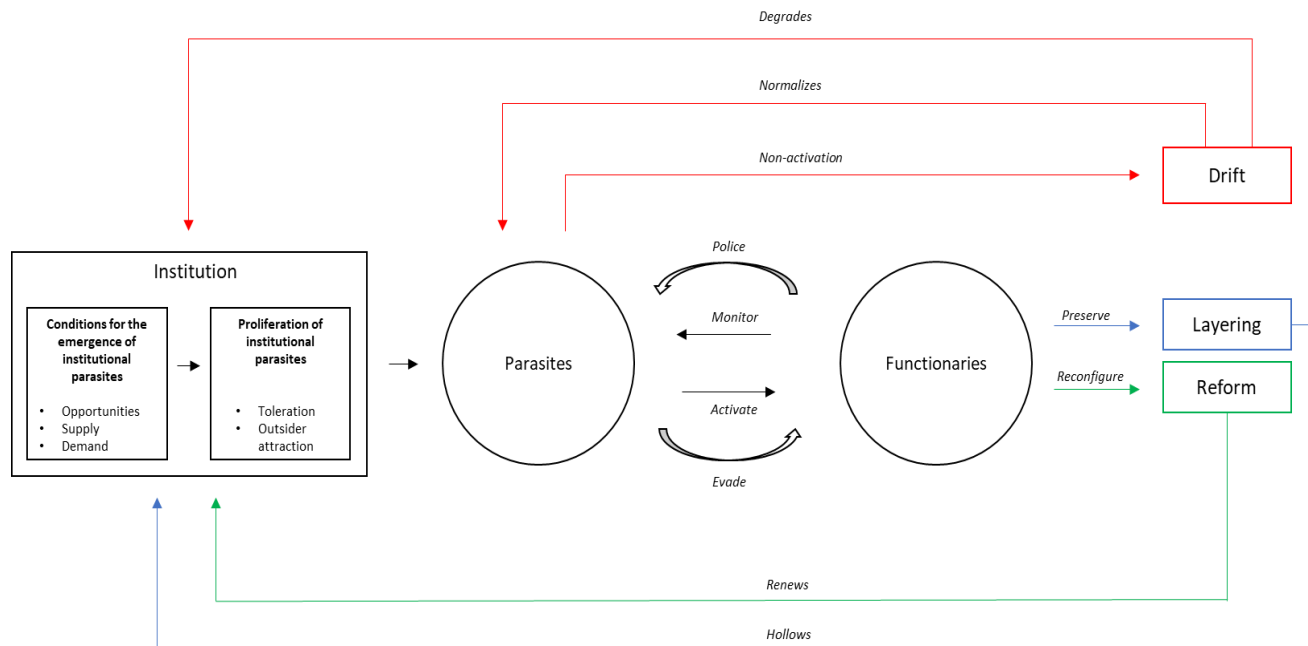 Degrades
Normalizes
Non-activation
Drift
Institution
Conditions for the
emergence of
institutional
parasites
• Opportunities
• Supply
• Demand
Proliferation of
institutional
parasites
• Toleration
• Outsider
attraction
Parasites
Police
Monitor
Activate
Evade
Functionaries
Preserve
Layering
Reconfigure
Reform
Renews
Hollows